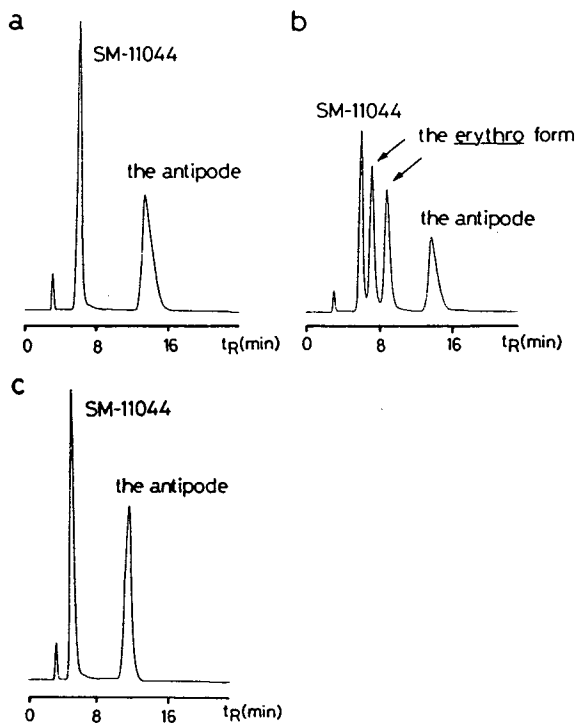 a
SM-11044
the antipode
0 8 16 tR(min)
b
SM-11044
the erythro form
the antipode
0 8 16 tR(min)
c
SM-11044
the antipode
0 8 16 tR(min)